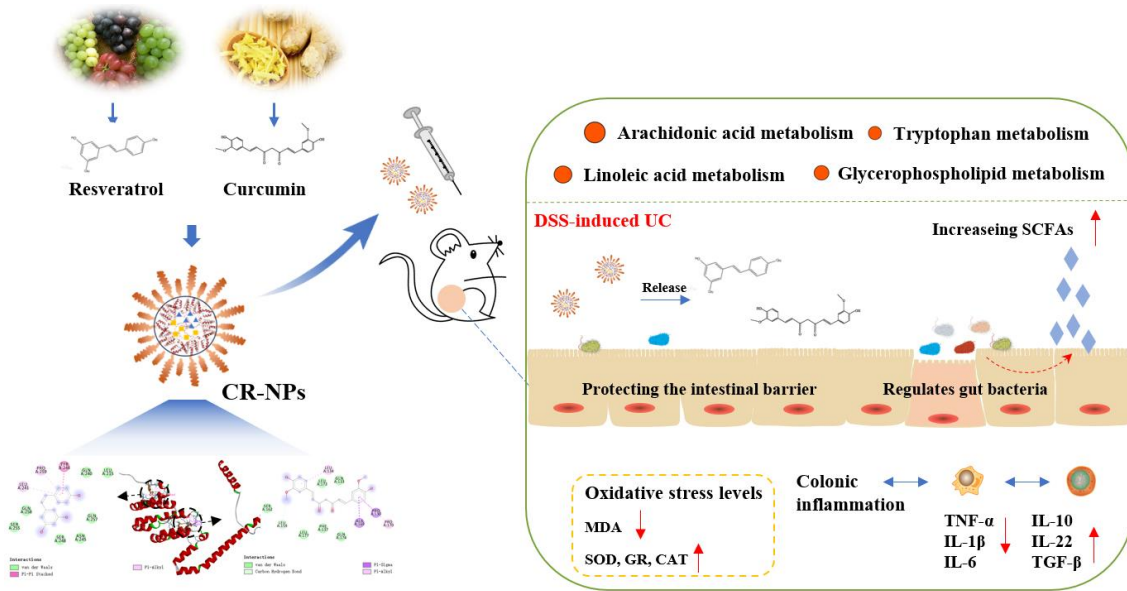 Resveratrol
Curcumin
CR-NPs
Arachidonic acid metabolism
Tryptophan metabolism
Linoleic acid metabolism
Glycerophospholipid metabolism
DSS-induced UC
Increaseing SCFAs
Release
Protecting the intestinal barrier
Regulates gut bacteria
Oxidative stress levels
MDA
SOD, GR, CAT
Colonic
inflammation
TNF-α
IL-1β
IL-6
IL-10
IL-22
TGF-β
Interactions
van der Waals
Pi-Pi Stacked
Pi-Alkyl
Interactions
van der Waals
Carbon Hydrogen Bond
Pi-Sigma
Pi-Alkyl